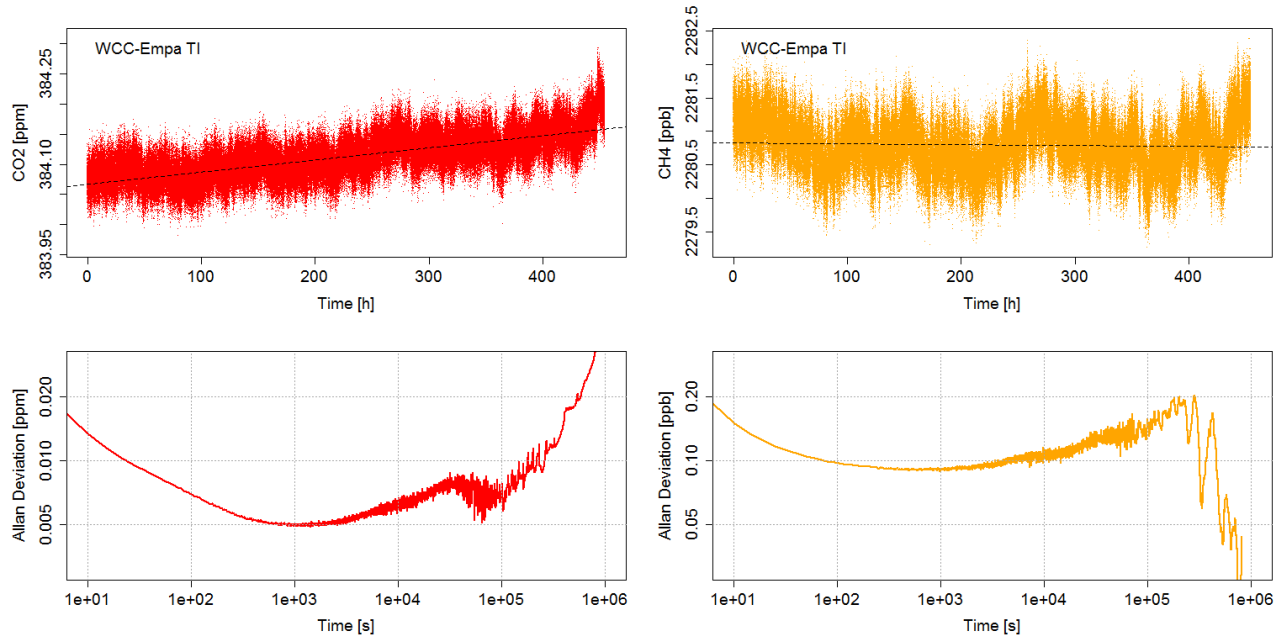 WCC-Empa TI
CO2 [ppm]
384.25
384.10
383.95
0 100 200 300 400
Time [h]
WCC-Empa TI
CH4 [ppb]
2282.5
2281.5
2280.5
2279.5
0 100 200 300 400
Time [h]
Allan Deviation [ppm]
0.020
0.010
0.005
1e+01 1e+02 1e+03 1e+04 1e+05 1e+06
Time [s]
Allan Deviation [ppb]
0.20
0.10
0.05
1e+01 1e+02 1e+03 1e+04 1e+05 1e+06
Time [s]